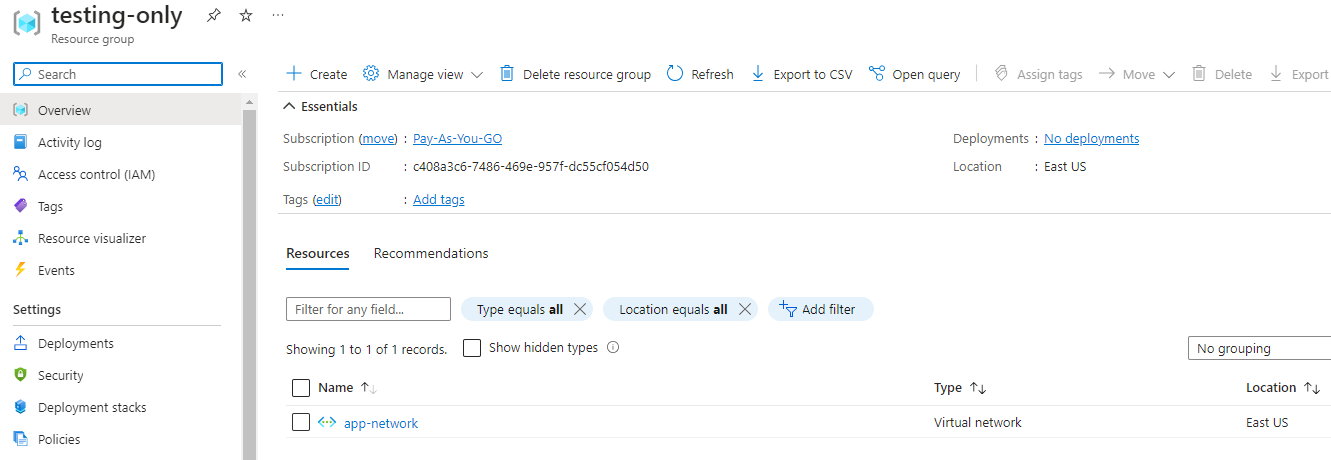 testing-only ...
Resource group
Search
Overview
Activity log
Access control (IAM)
Tags
Resource visualizer
Events
Settings
Deployments
Security
Deployment stacks
Policies
Create Manage view Delete resource group Refresh Export to CSV Open query Assign tags Move Delete Export
Essentials
Subscription (move) : Pay-As-You-GO
Deployments : No deployments
Subscription ID : c408a3c6-7486-469e-957f-dc55cf054d50
Location : East US
Tags (edit) : Add tags
Resources Recommendations
Filter for any field... Type equals all Location equals all Add filter
Showing 1 to 1 of 1 records. Show hidden types No grouping
Name Type Location
app-network Virtual network East US